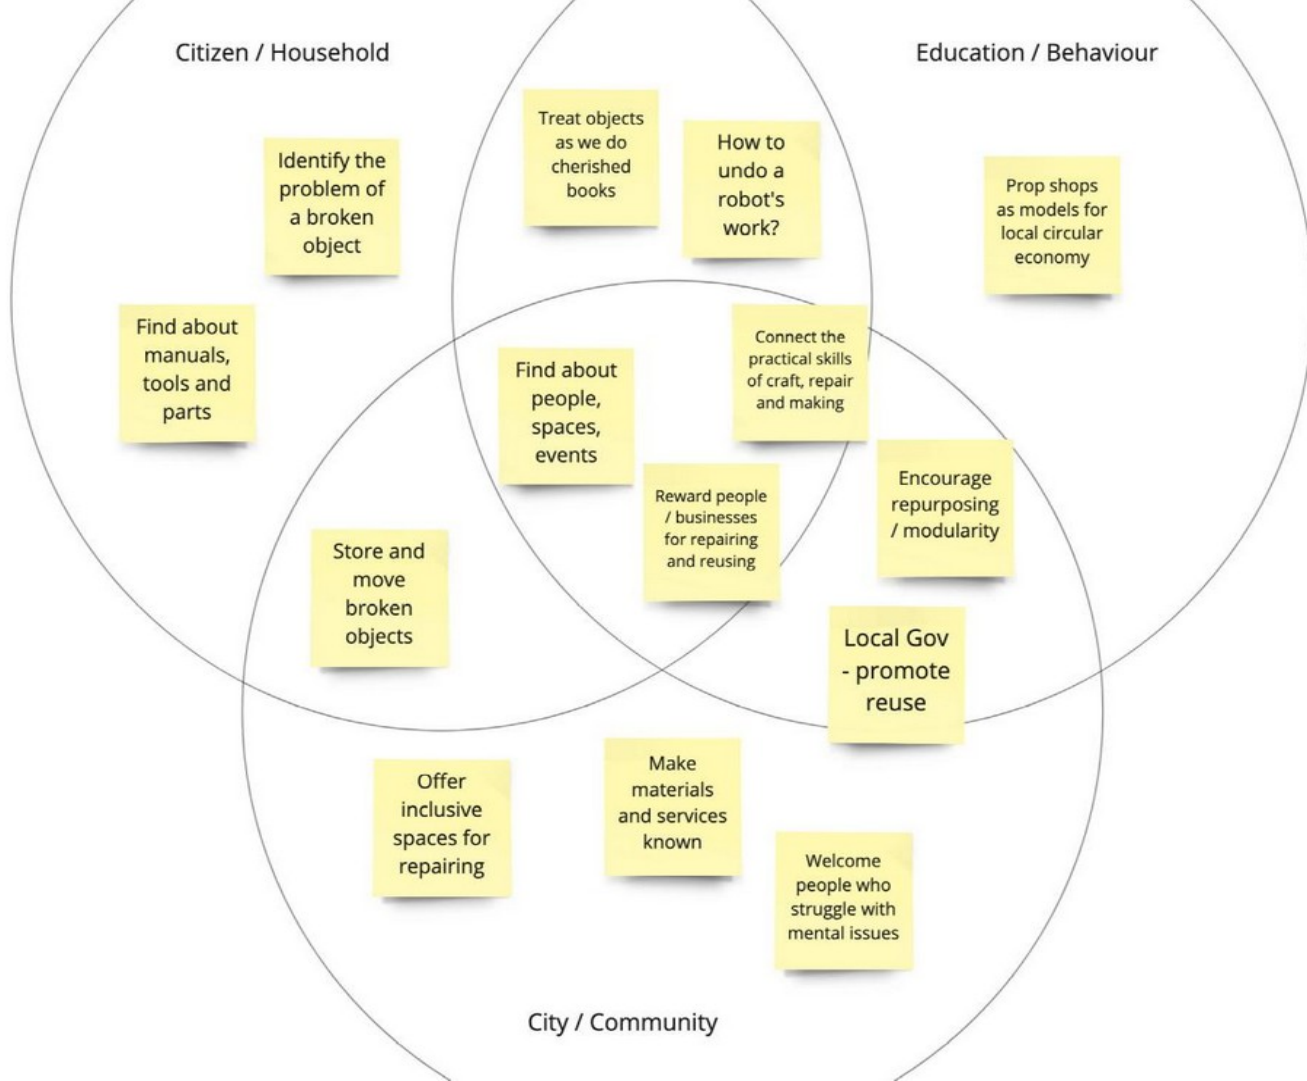 Citizen / Household
Education / Behaviour
Treat objects
as we do
cherished
books
How to
undo a
robot's
work?
Identify the
problem of
a broken
object
Prop shops
as models for
local circular
economy
Find about
manuals,
tools and
parts
Connect the
practical skills
of craft, repair
and making
Find about
people,
spaces,
events
Encourage
repurposing
/ modularity
Reward people
/ businesses
for repairing
and reusing
Store and
move
broken
objects
Local Gov
- promote
reuse
Offer
inclusive
spaces for
repairing
Make
materials
and services
known
Welcome
people who
struggle with
mental issues
City / Community